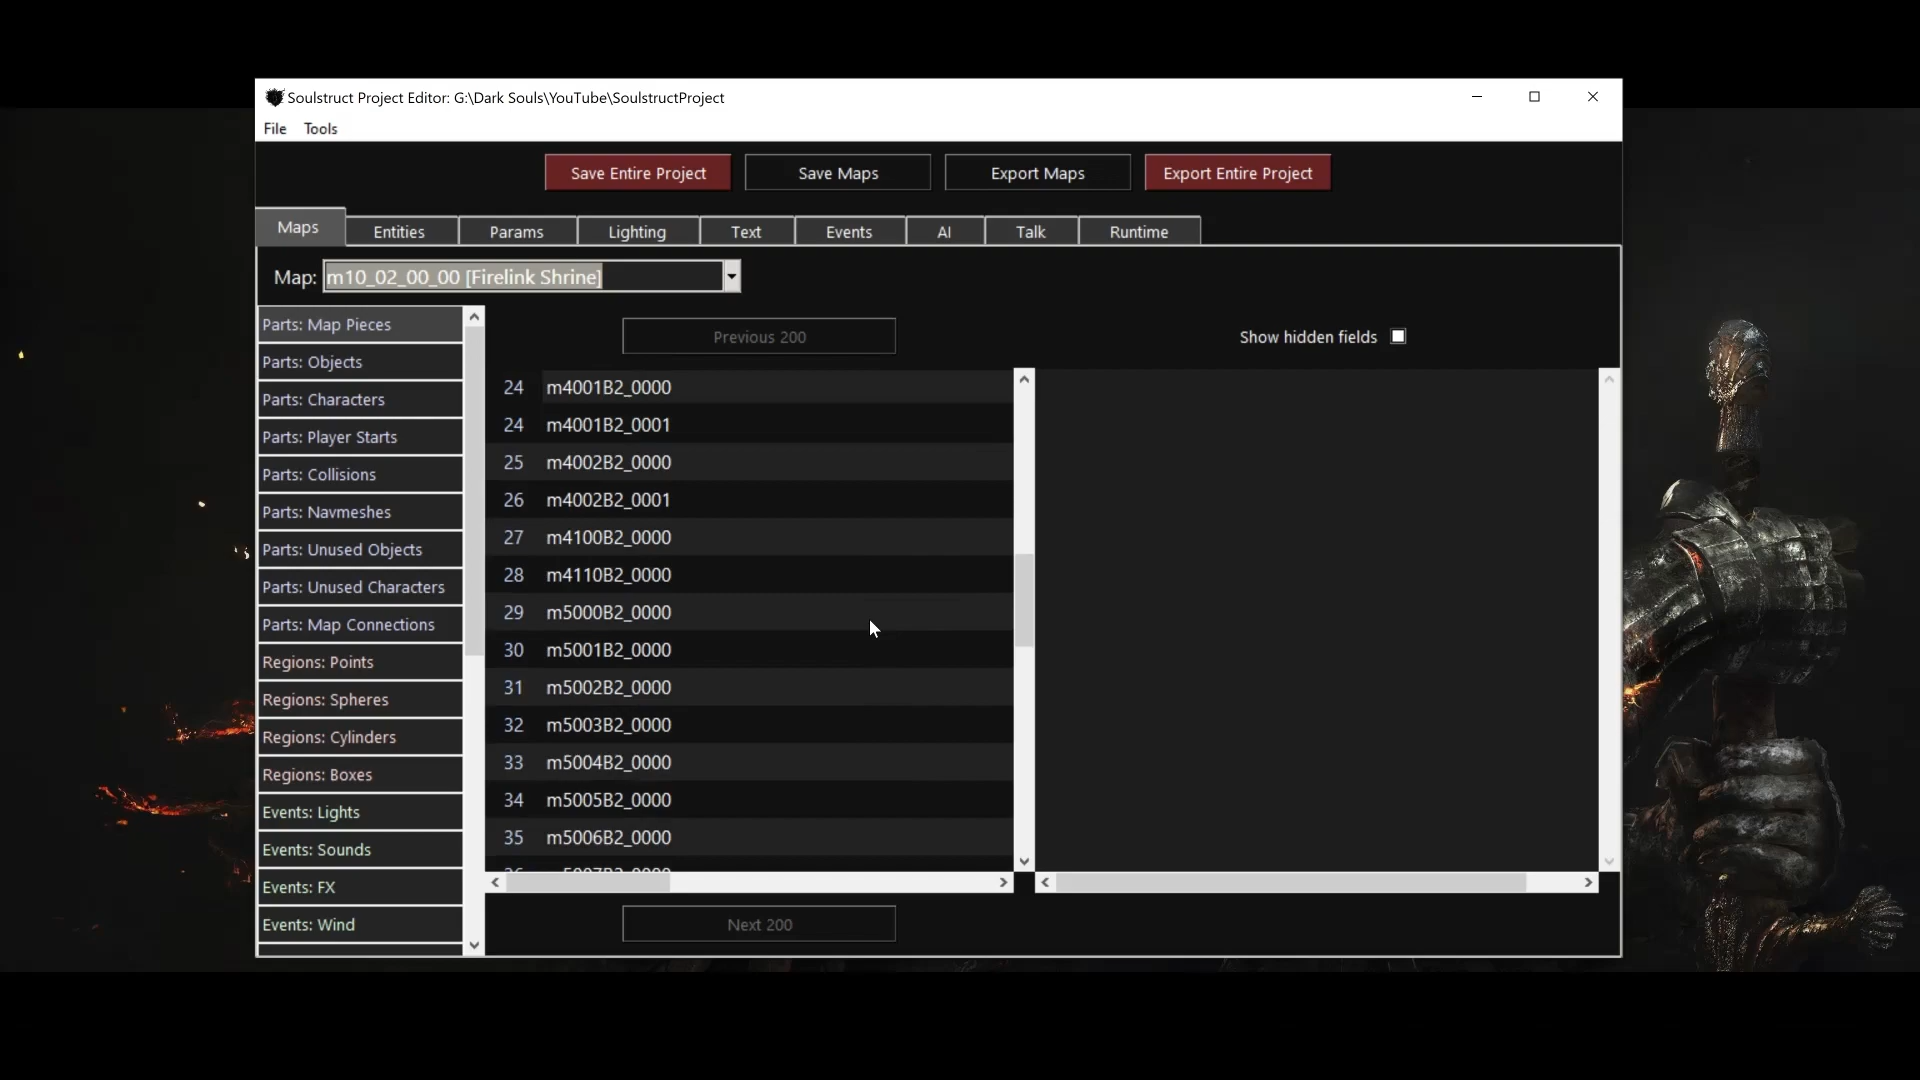 Soulstruct Project Editor: G:\Dark Souls\YouTube\SoulstructProject
File Tools
Save Entire Project Save Maps Export Maps Export Entire Project
Maps Entities Params Lighting Text Events AI Talk Runtime
Map: m10_02_00_00 [Firelink Shrine]
Parts: Map Pieces
Parts: Objects
Parts: Characters
Parts: Player Starts
Parts: Collisions
Parts: Navmeshes
Parts: Unused Objects
Parts: Unused Characters
Parts: Map Connections
Regions: Points
Regions: Spheres
Regions: Cylinders
Regions: Boxes
Events: Lights
Events: Sounds
Events: FX
Events: Wind
Previous 200
24 m4001B2_0000
24 m4001B2_0001
25 m4002B2_0000
26 m4002B2_0001
27 m4100B2_0000
28 m4110B2_0000
29 m5000B2_0000
30 m5001B2_0000
31 m5002B2_0000
32 m5003B2_0000
33 m5004B2_0000
34 m5005B2_0000
35 m5006B2_0000
Next 200
Show hidden fields